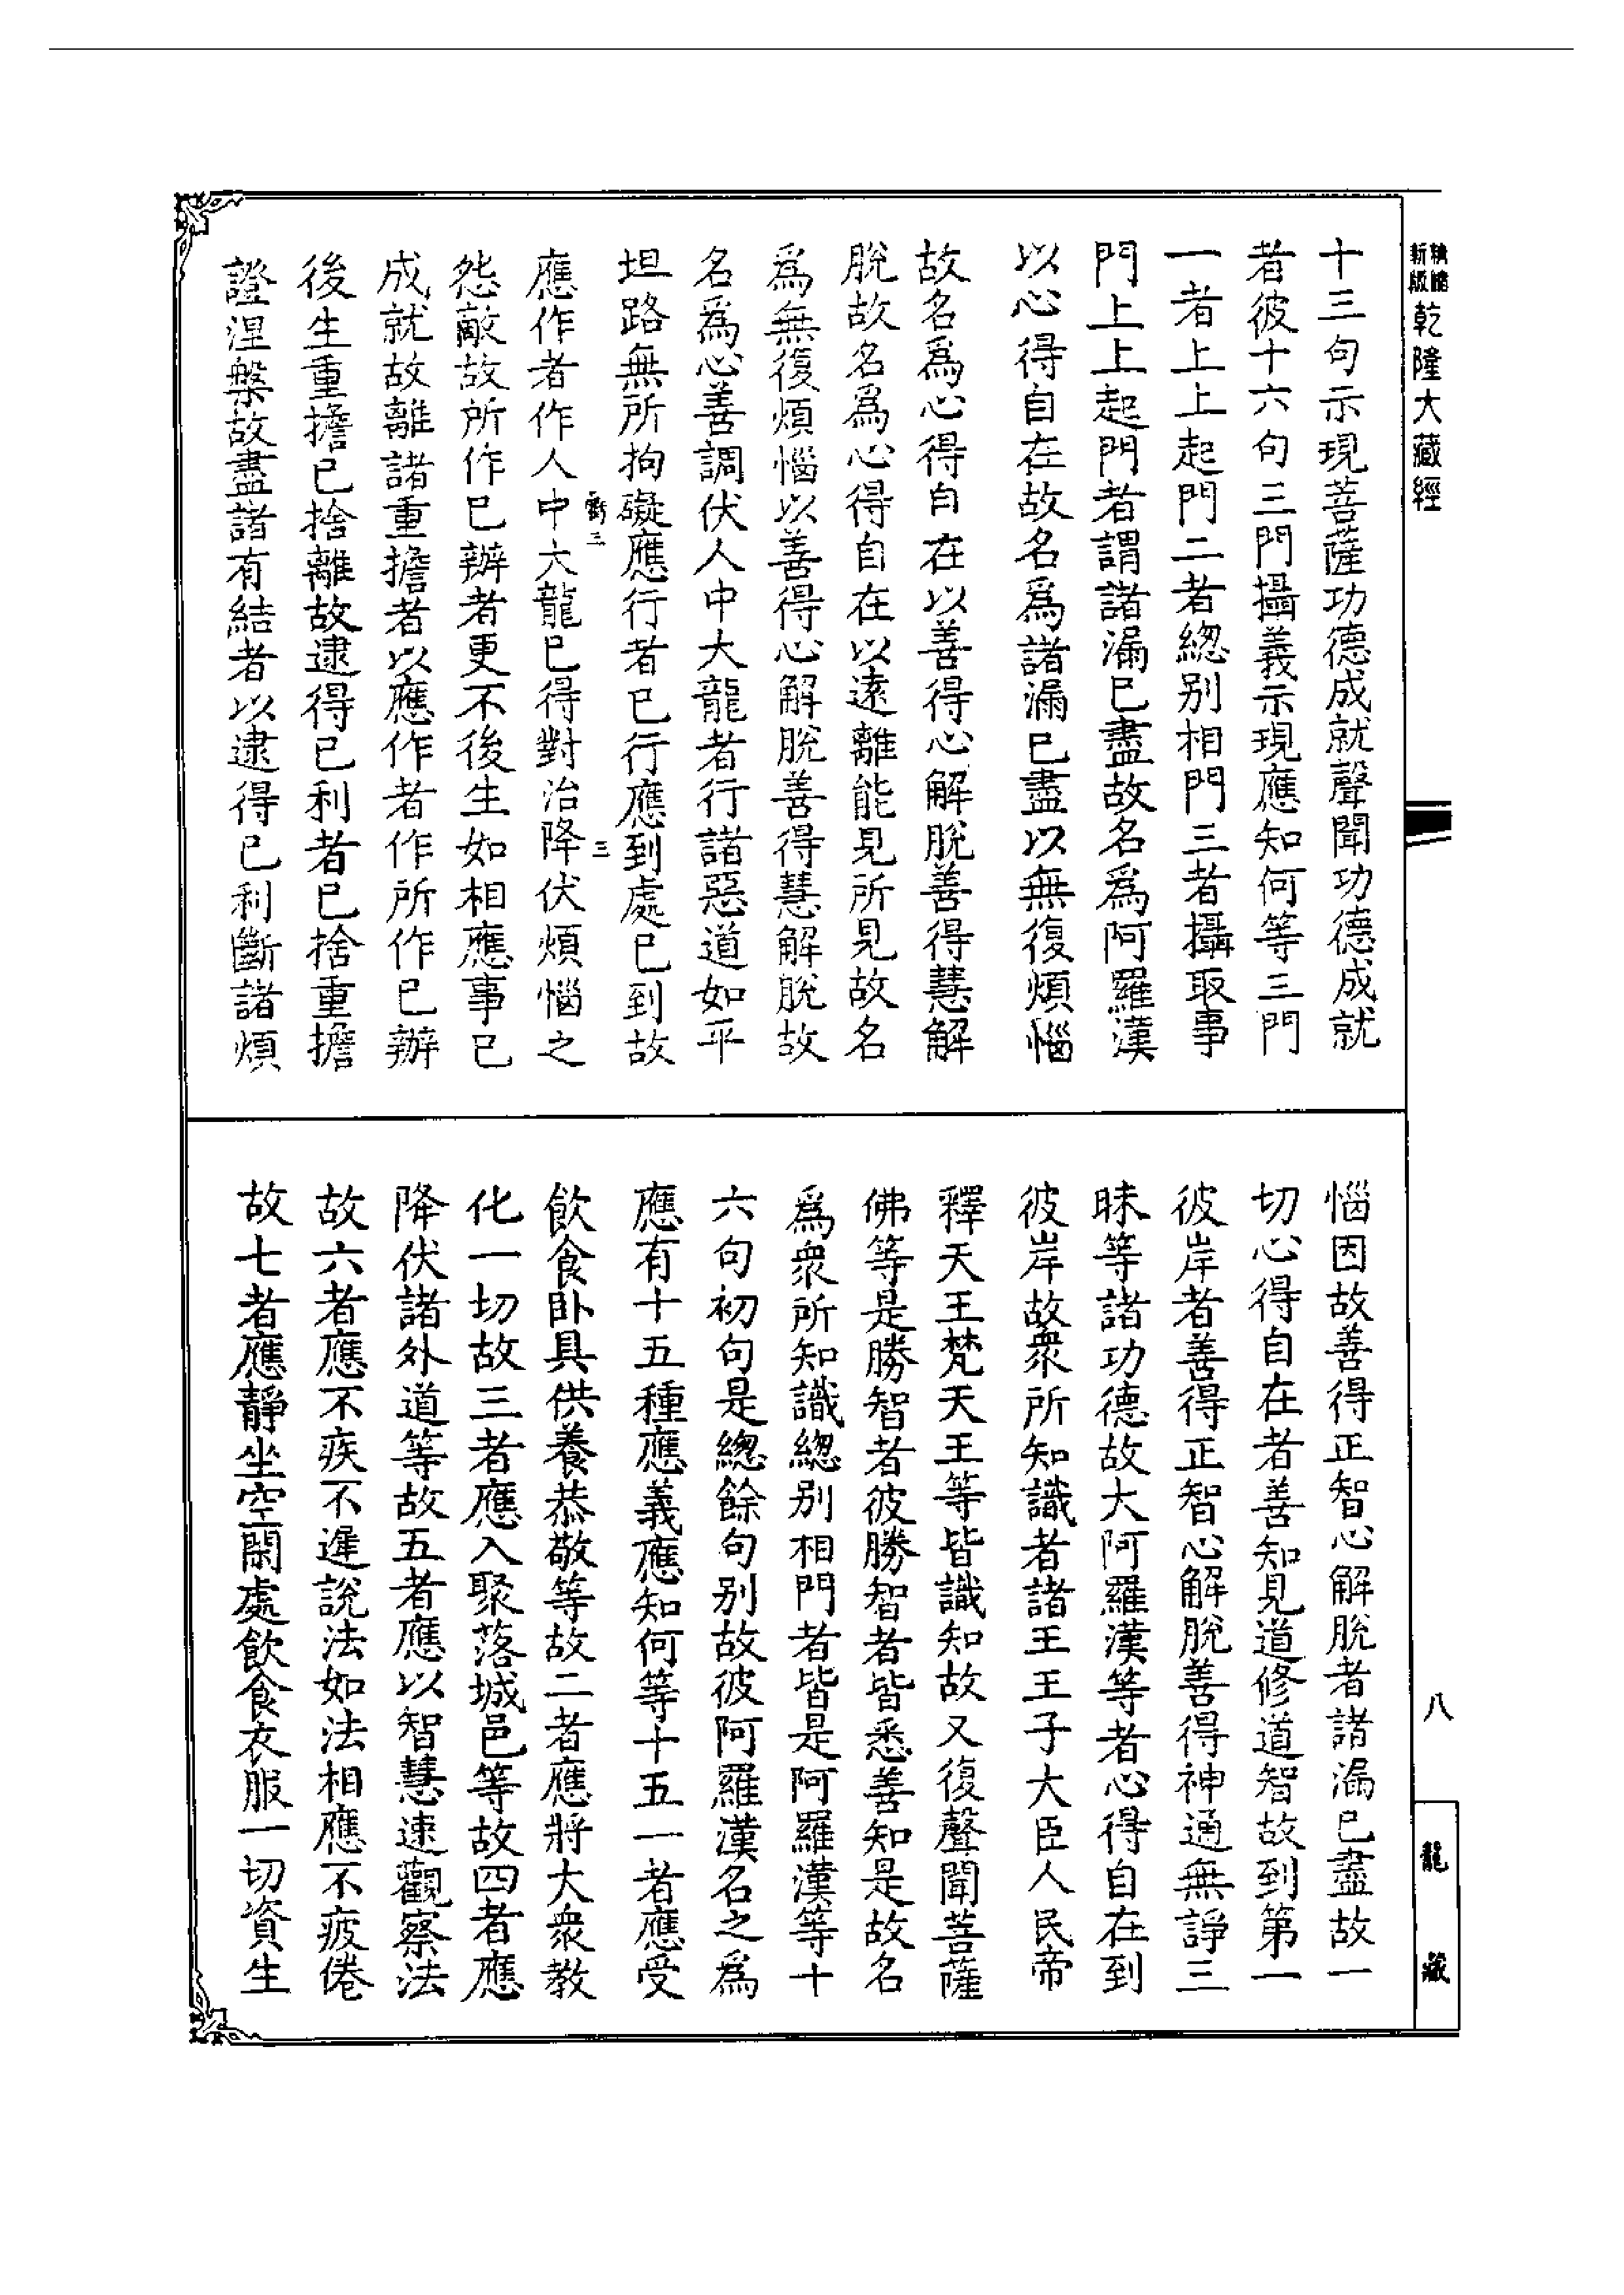 新版
乾隆大藏經
十三句示現菩薩功德成就聲聞功德成就
者彼十六句三門攝義示現應知何等三門
一者上上起門二者總別相門三者攝取事
門上上起門者謂諸漏已盡故名為阿羅漢
以心得自在故名為諸漏已盡以無復煩惱
故名為心得自在以善得心解脫善得慧解
脫故名為心得自在以遠離能見所見故名
為無復煩惱以善得心解脫善得慧解脫故
名為心善調伏人中大龍者行諸惡道如平
坦路無所拘礙應行者已行應到處已到故
三
三
應作者作人中大龍已得對治降伏煩惱之
怨敵故所作已辦者更不後生如相應事已
成就故離諸重擔者以應作者作所作已辦
後生重擔已捨離故逮得已利者已捨重擔
證涅槃故盡諸有結者以逮得已利斷諸煩
惱因故善得正智心解脫者諸漏已盡故一
切心得自在者善知見道修道智故到第一
彼岸者善得正智心解脫善得神通無諍三
昧等諸功德故大阿羅漢等者心得自在到
彼岸故眾所知識者諸王王子大臣人民帝
釋天王梵天王等皆識知故又復聲聞菩薩
佛等是勝智者彼勝智者皆悉善知是故名
為眾所知識總別相門者皆是阿羅漢等十
六句初句是總餘句別故彼阿羅漢名之為
應有十五種應義應知何等十五一者應受
飲食臥具供養恭敬等故二者應將大眾教
化一切故三者應入聚落城邑等故四者應
降伏諸外道等故五者應以智慧速觀察法
故六者應不疾不遲說法如法相應不疲倦
故七者應靜坐空閑處飲食衣服一切資生
八
龍藏